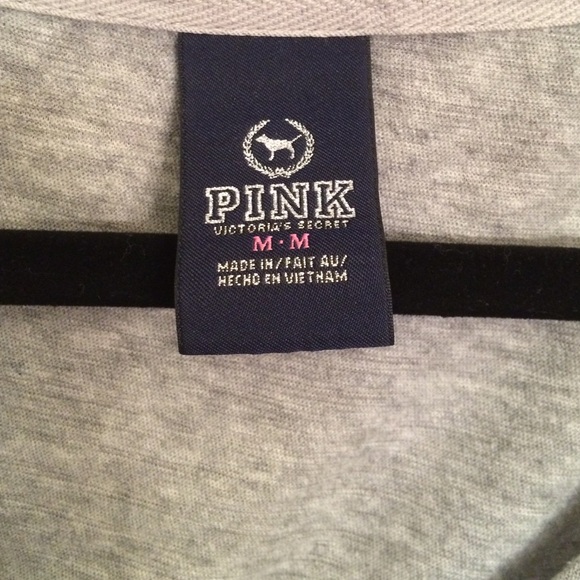 PINK
VICTORIA'S SECRET
M · M
MADE IN/FAIT AU/
HECHO EN VIETNAM